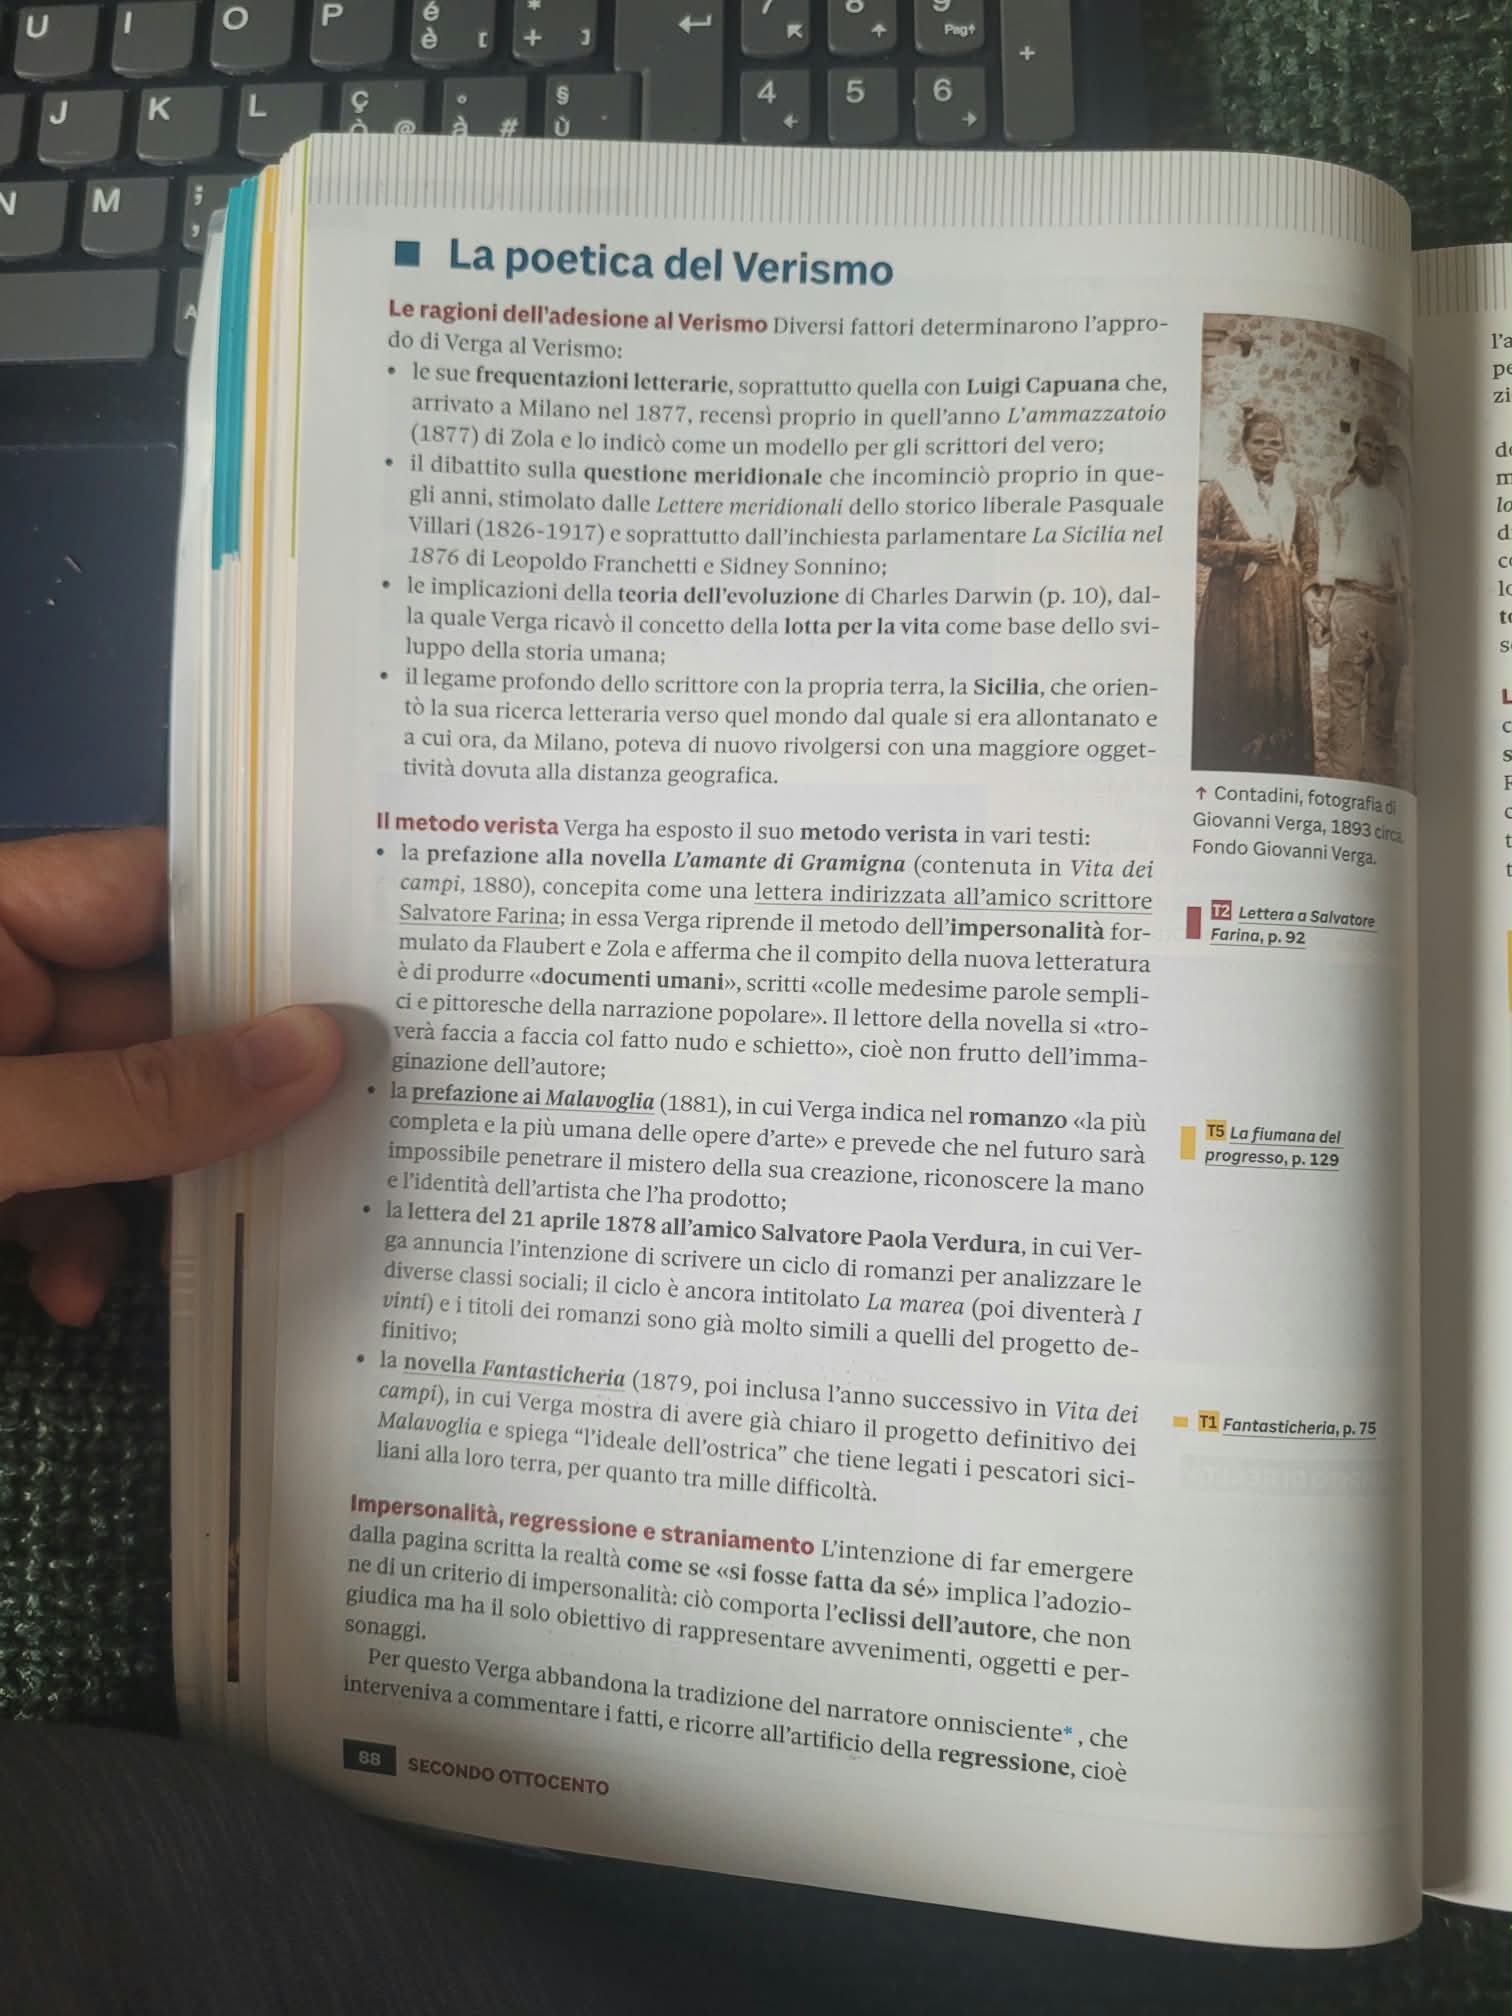 U I O P é è [ * + ] 7 8 9 Pag↑ +
J K L ç ò @ ° à # § ù 4 5 6
N M ; ,
A
La poetica del Verismo
Le ragioni dell'adesione al Verismo Diversi fattori determinarono l'appro-
do di Verga al Verismo:
• le sue frequentazioni letterarie, soprattutto quella con Luigi Capuana che,
arrivato a Milano nel 1877, recensì proprio in quell'anno L'ammazzatoio
(1877) di Zola e lo indicò come un modello per gli scrittori del vero;
• il dibattito sulla questione meridionale che incominciò proprio in que-
gli anni, stimolato dalle Lettere meridionali dello storico liberale Pasquale
Villari (1826-1917) e soprattutto dall'inchiesta parlamentare La Sicilia nel
1876 di Leopoldo Franchetti e Sidney Sonnino;
• le implicazioni della teoria dell'evoluzione di Charles Darwin (p. 10), dal-
la quale Verga ricavò il concetto della lotta per la vita come base dello svi-
luppo della storia umana;
• il legame profondo dello scrittore con la propria terra, la Sicilia, che orien-
tò la sua ricerca letteraria verso quel mondo dal quale si era allontanato e
a cui ora, da Milano, poteva di nuovo rivolgersi con una maggiore ogget-
tività dovuta alla distanza geografica.
↑ Contadini, fotografia di
Giovanni Verga, 1893 circa.
Fondo Giovanni Verga.
Il metodo verista Verga ha esposto il suo metodo verista in vari testi:
• la prefazione alla novella L'amante di Gramigna (contenuta in Vita dei
campi, 1880), concepita come una lettera indirizzata all'amico scrittore
Salvatore Farina; in essa Verga riprende il metodo dell'impersonalità for-
mulato da Flaubert e Zola e afferma che il compito della nuova letteratura
è di produrre «documenti umani», scritti «colle medesime parole sempli-
ci e pittoresche della narrazione popolare». Il lettore della novella si «tro-
verà faccia a faccia col fatto nudo e schietto», cioè non frutto dell'imma-
ginazione dell'autore;
T2 Lettera a Salvatore
Farina, p. 92
• la prefazione ai Malavoglia (1881), in cui Verga indica nel romanzo «la più
completa e la più umana delle opere d'arte» e prevede che nel futuro sarà
impossibile penetrare il mistero della sua creazione, riconoscere la mano
e l'identità dell'artista che l'ha prodotto;
T5 La fiumana del
progresso, p. 129
• la lettera del 21 aprile 1878 all'amico Salvatore Paola Verdura, in cui Ver-
ga annuncia l'intenzione di scrivere un ciclo di romanzi per analizzare le
diverse classi sociali; il ciclo è ancora intitolato La marea (poi diventerà I
vinti) e i titoli dei romanzi sono già molto simili a quelli del progetto de-
finitivo;
• la novella Fantasticheria (1879, poi inclusa l'anno successivo in Vita dei
campi), in cui Verga mostra di avere già chiaro il progetto definitivo dei
Malavoglia e spiega "l'ideale dell'ostrica" che tiene legati i pescatori sici-
liani alla loro terra, per quanto tra mille difficoltà.
T1 Fantasticheria, p. 75
Impersonalità, regressione e straniamento L'intenzione di far emergere
dalla pagina scritta la realtà come se «si fosse fatta da sé» implica l'adozio-
ne di un criterio di impersonalità: ciò comporta l'eclissi dell'autore, che non
giudica ma ha il solo obiettivo di rappresentare avvenimenti, oggetti e per-
sonaggi.
Per questo Verga abbandona la tradizione del narratore onnisciente*, che
interveniva a commentare i fatti, e ricorre all'artificio della regressione, cioè
88 SECONDO OTTOCENTO